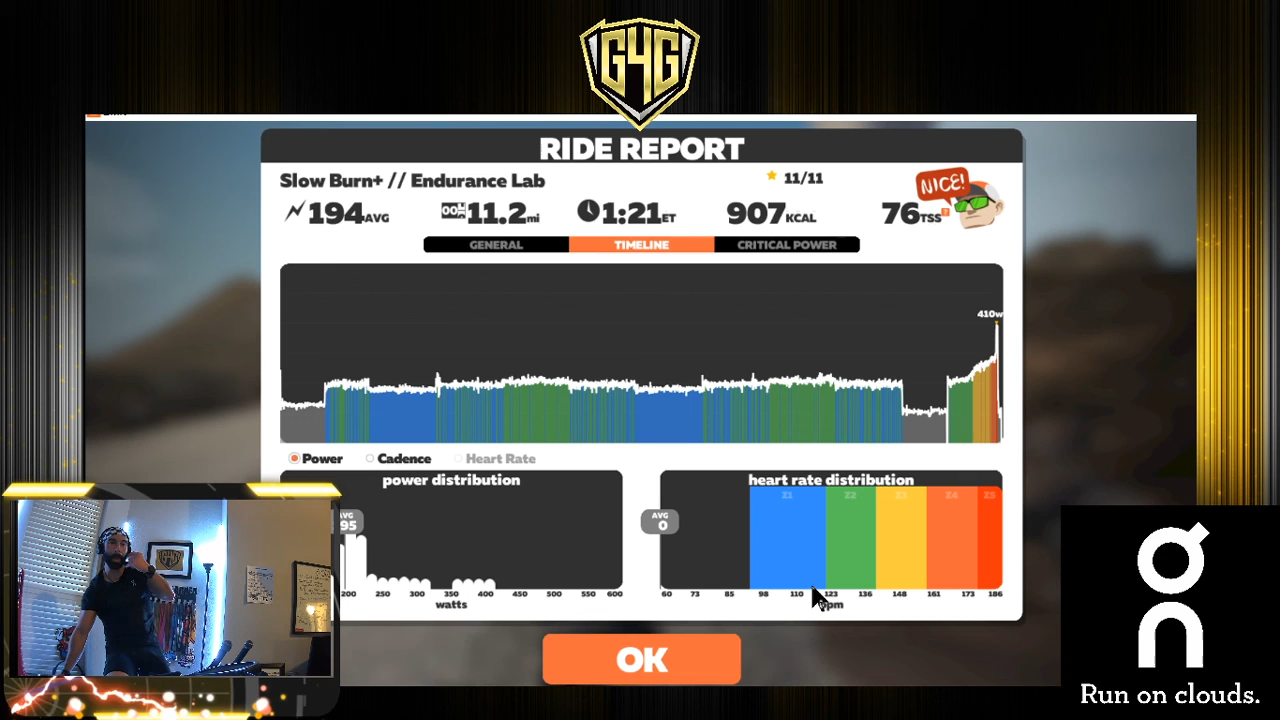 G4G
RIDE REPORT
Slow Burn+ // Endurance Lab
11/11
NICE!
194AVG
11.2mi
1:21ET
907KCAL
76TSS
GENERAL
TIMELINE
CRITICAL POWER
410w
Power
Cadence
Heart Rate
power distribution
heart rate distribution
Z1
Z2
Z3
Z4
Z5
AVG
95
AVG
0
200 250 300 350 400 450 500 550 600
watts
60 73 85 98 110 123 136 148 161 173 186
bpm
OK
on
Run on clouds.